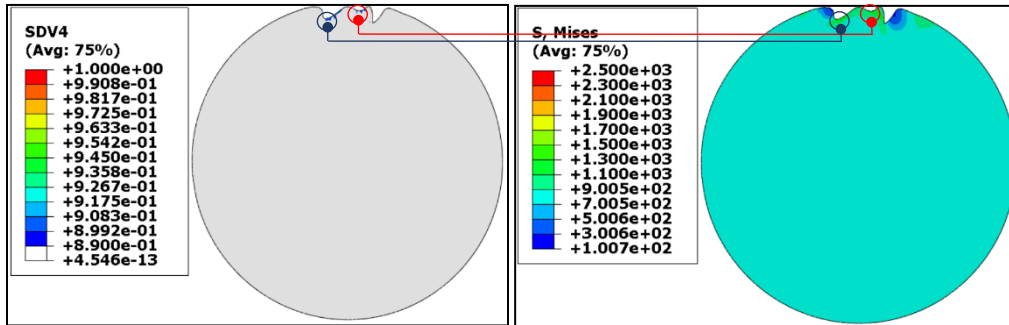 SDV4
(Avg: 75%)
+1.000e+00
+9.908e-01
+9.817e-01
+9.725e-01
+9.633e-01
+9.542e-01
+9.450e-01
+9.358e-01
+9.267e-01
+9.175e-01
+9.083e-01
+8.992e-01
+8.900e-01
+4.546e-13
S, Mises
(Avg: 75%)
+2.500e+03
+2.300e+03
+2.100e+03
+1.900e+03
+1.700e+03
+1.500e+03
+1.300e+03
+1.100e+03
+9.005e+02
+7.005e+02
+5.006e+02
+3.006e+02
+1.007e+02